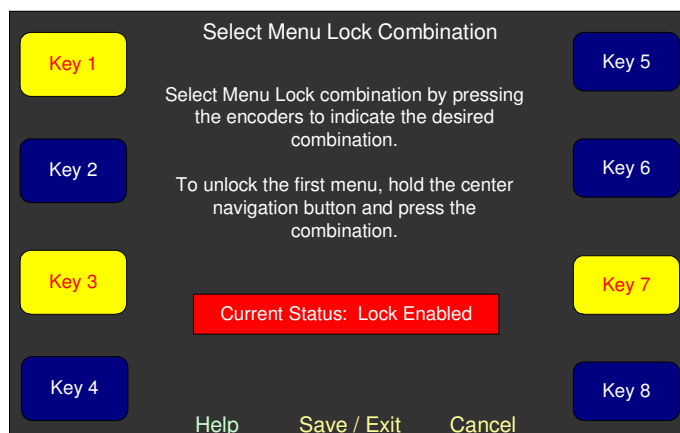 Select Menu Lock Combination
Key 1
Key 5
Select Menu Lock combination by pressing
the encoders to indicate the desired
combination.
Key 2
Key 6
To unlock the first menu, hold the center
navigation button and press the
combination.
Key 3
Key 7
Current Status:  Lock Enabled
Key 4
Key 8
Help
Save / Exit
Cancel